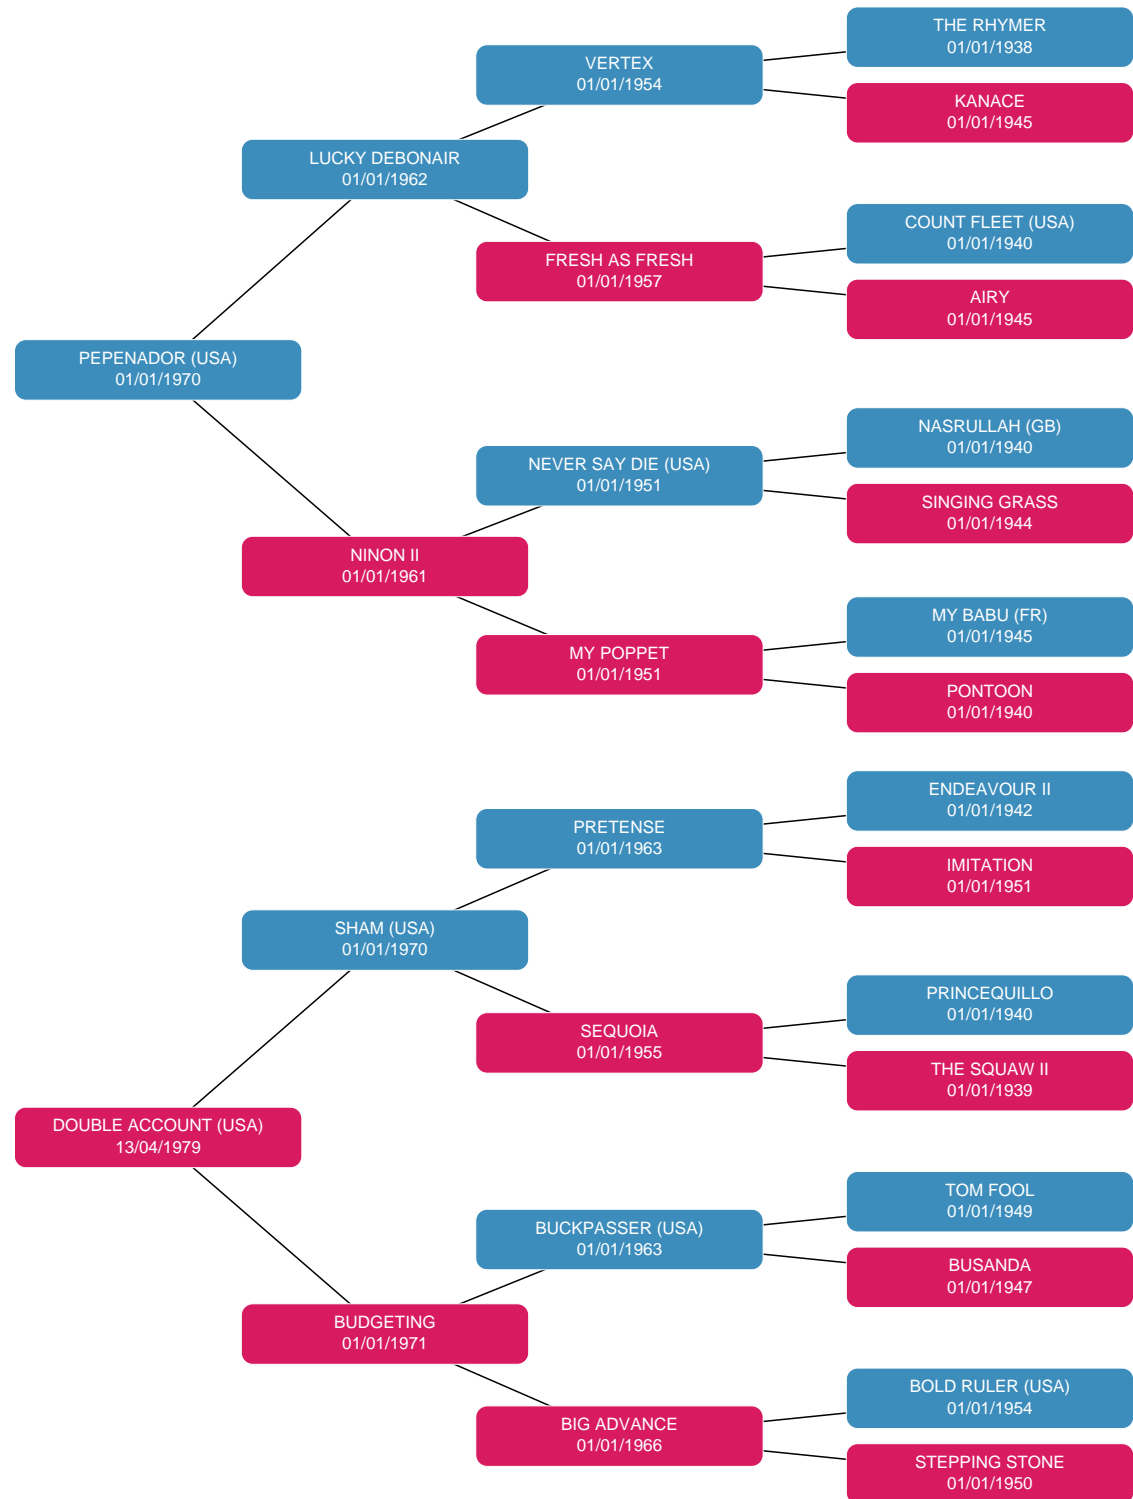 THE RHYMER
01/01/1938
VERTEX
01/01/1954
KANACE
01/01/1945
LUCKY DEBONAIR
01/01/1962
COUNT FLEET (USA)
01/01/1940
FRESH AS FRESH
01/01/1957
AIRY
01/01/1945
PEPENADOR (USA)
01/01/1970
NASRULLAH (GB)
01/01/1940
NEVER SAY DIE (USA)
01/01/1951
SINGING GRASS
01/01/1944
NINON II
01/01/1961
MY BABU (FR)
01/01/1945
MY POPPET
01/01/1951
PONTOON
01/01/1940
ENDEAVOUR II
01/01/1942
PRETENSE
01/01/1963
IMITATION
01/01/1951
SHAM (USA)
01/01/1970
PRINCEQUILLO
01/01/1940
SEQUOIA
01/01/1955
THE SQUAW II
01/01/1939
DOUBLE ACCOUNT (USA)
13/04/1979
TOM FOOL
01/01/1949
BUCKPASSER (USA)
01/01/1963
BUSANDA
01/01/1947
BUDGETING
01/01/1971
BOLD RULER (USA)
01/01/1954
BIG ADVANCE
01/01/1966
STEPPING STONE
01/01/1950